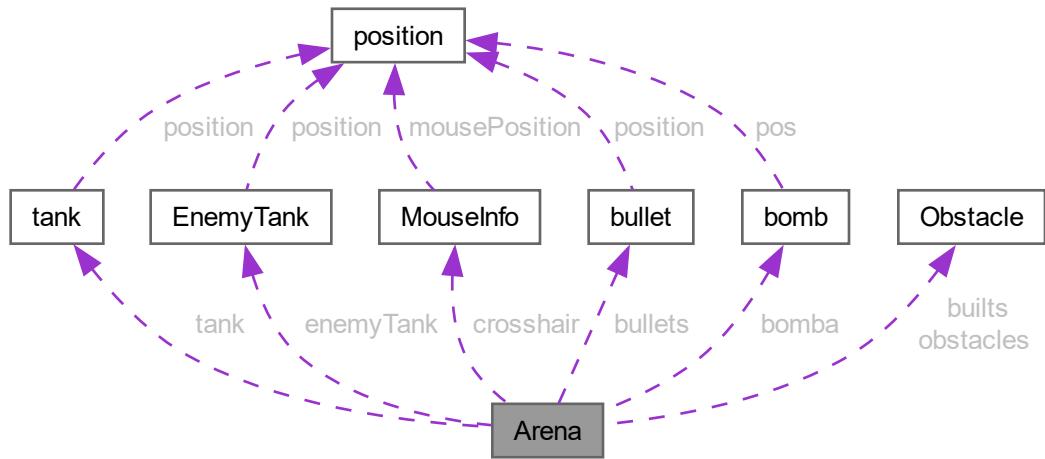 position
position
position
mousePosition
position
pos
tank
EnemyTank
MouseInfo
bullet
bomb
Obstacle
tank
enemyTank
crosshair
bullets
bomba
builts
obstacles
Arena